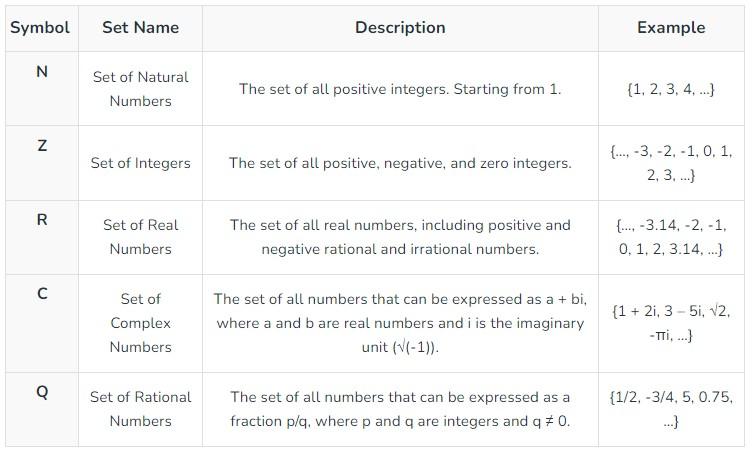 Symbol Set Name Description Example
N
Set of Natural
Numbers
The set of all positive integers. Starting from 1.
{1, 2, 3, 4, …}
Z
Set of Integers
The set of all positive, negative, and zero integers.
{…, -3, -2, -1, 0, 1,
2, 3, …}
R
Set of Real
Numbers
The set of all real numbers, including positive and
negative rational and irrational numbers.
{…, -3.14, -2, -1,
0, 1, 2, 3.14, …}
C
Set of
Complex
Numbers
The set of all numbers that can be expressed as a + bi,
where a and b are real numbers and i is the imaginary
unit (√(-1)).
{1 + 2i, 3 – 5i, √2,
-πi, …}
Q
Set of Rational
Numbers
The set of all numbers that can be expressed as a
fraction p/q, where p and q are integers and q ≠ 0.
{1/2, -3/4, 5, 0.75,
…}